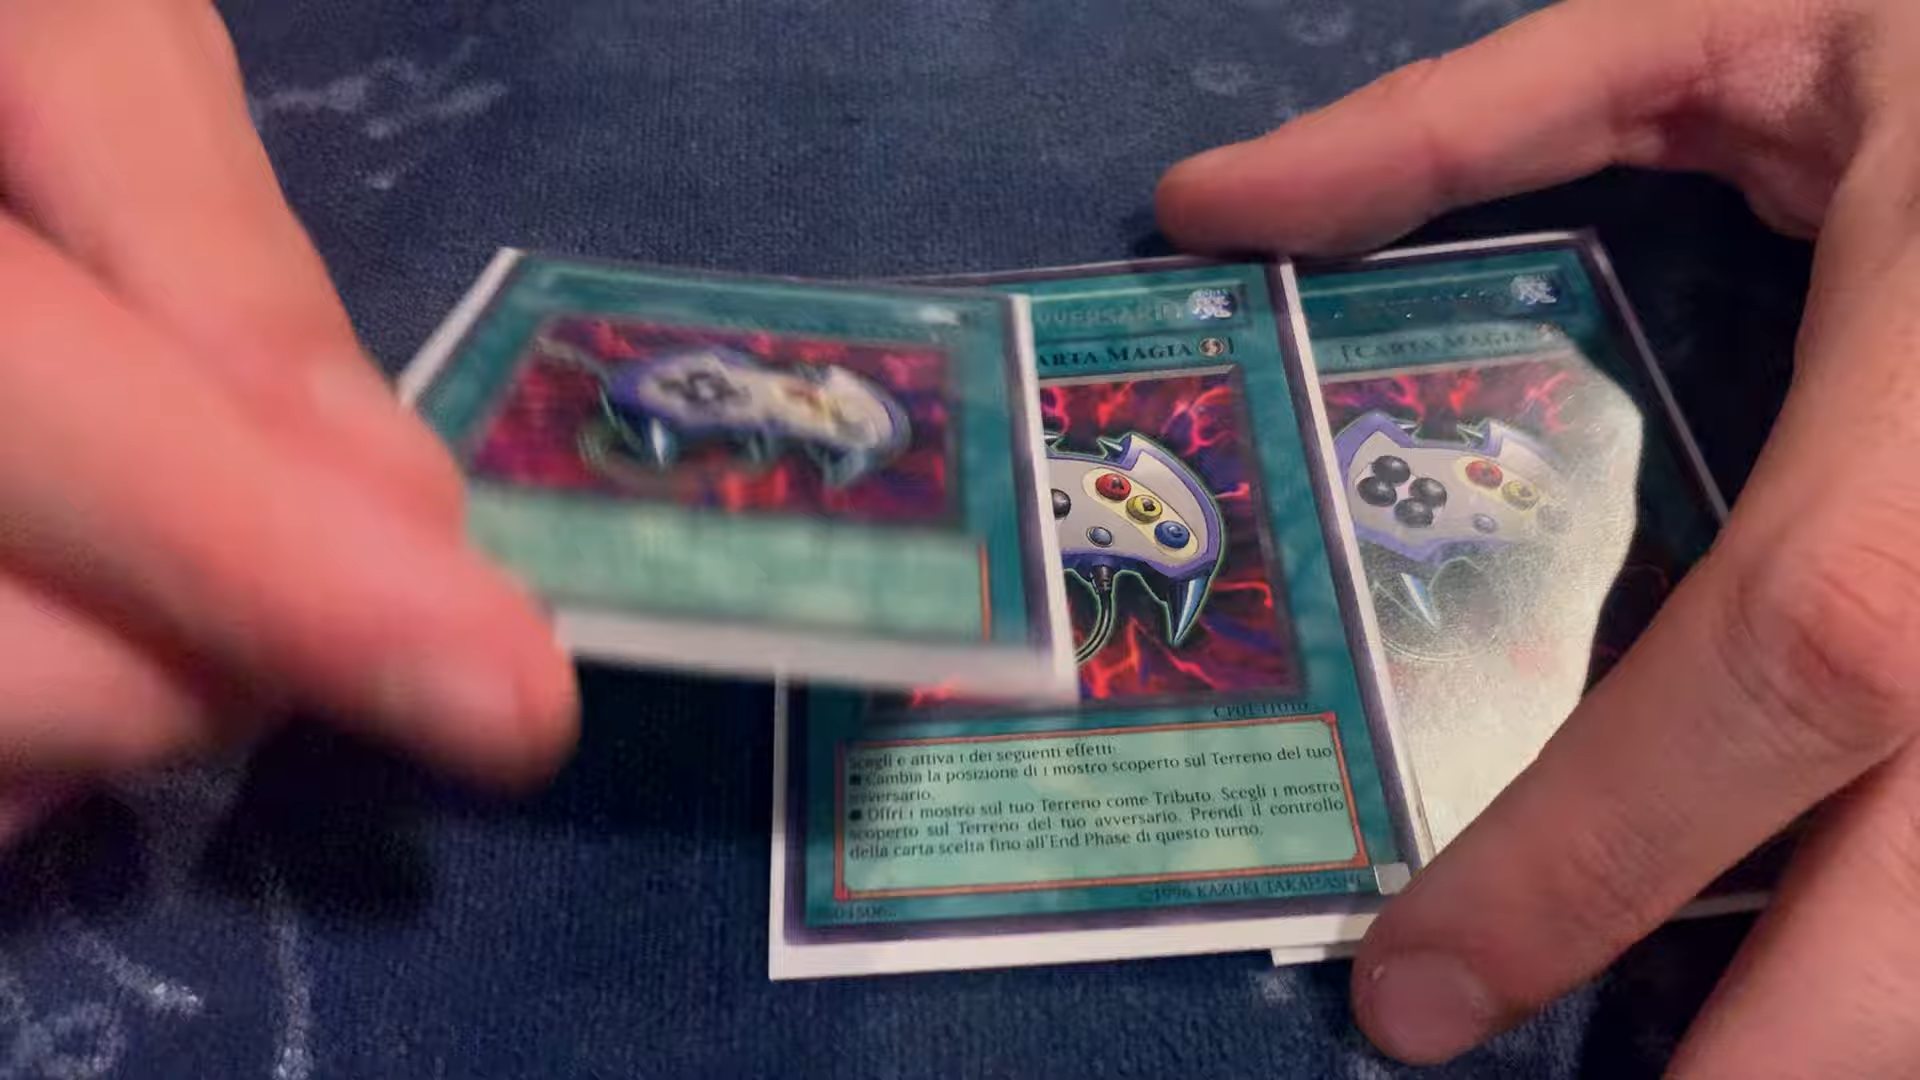 VVERSARIO
ARTA MAGIA
[CARTA MAGIA
CP01-IT010
Scegli e attiva 1 dei seguenti effetti:
■ Cambia la posizione di 1 mostro scoperto sul Terreno del tuo
avversario.
■ Offri 1 mostro sul tuo Terreno come Tributo. Scegli 1 mostro
scoperto sul Terreno del tuo avversario. Prendi il controllo
della carta scelta fino all'End Phase di questo turno.
©1996 KAZUKI TAKAHASHI